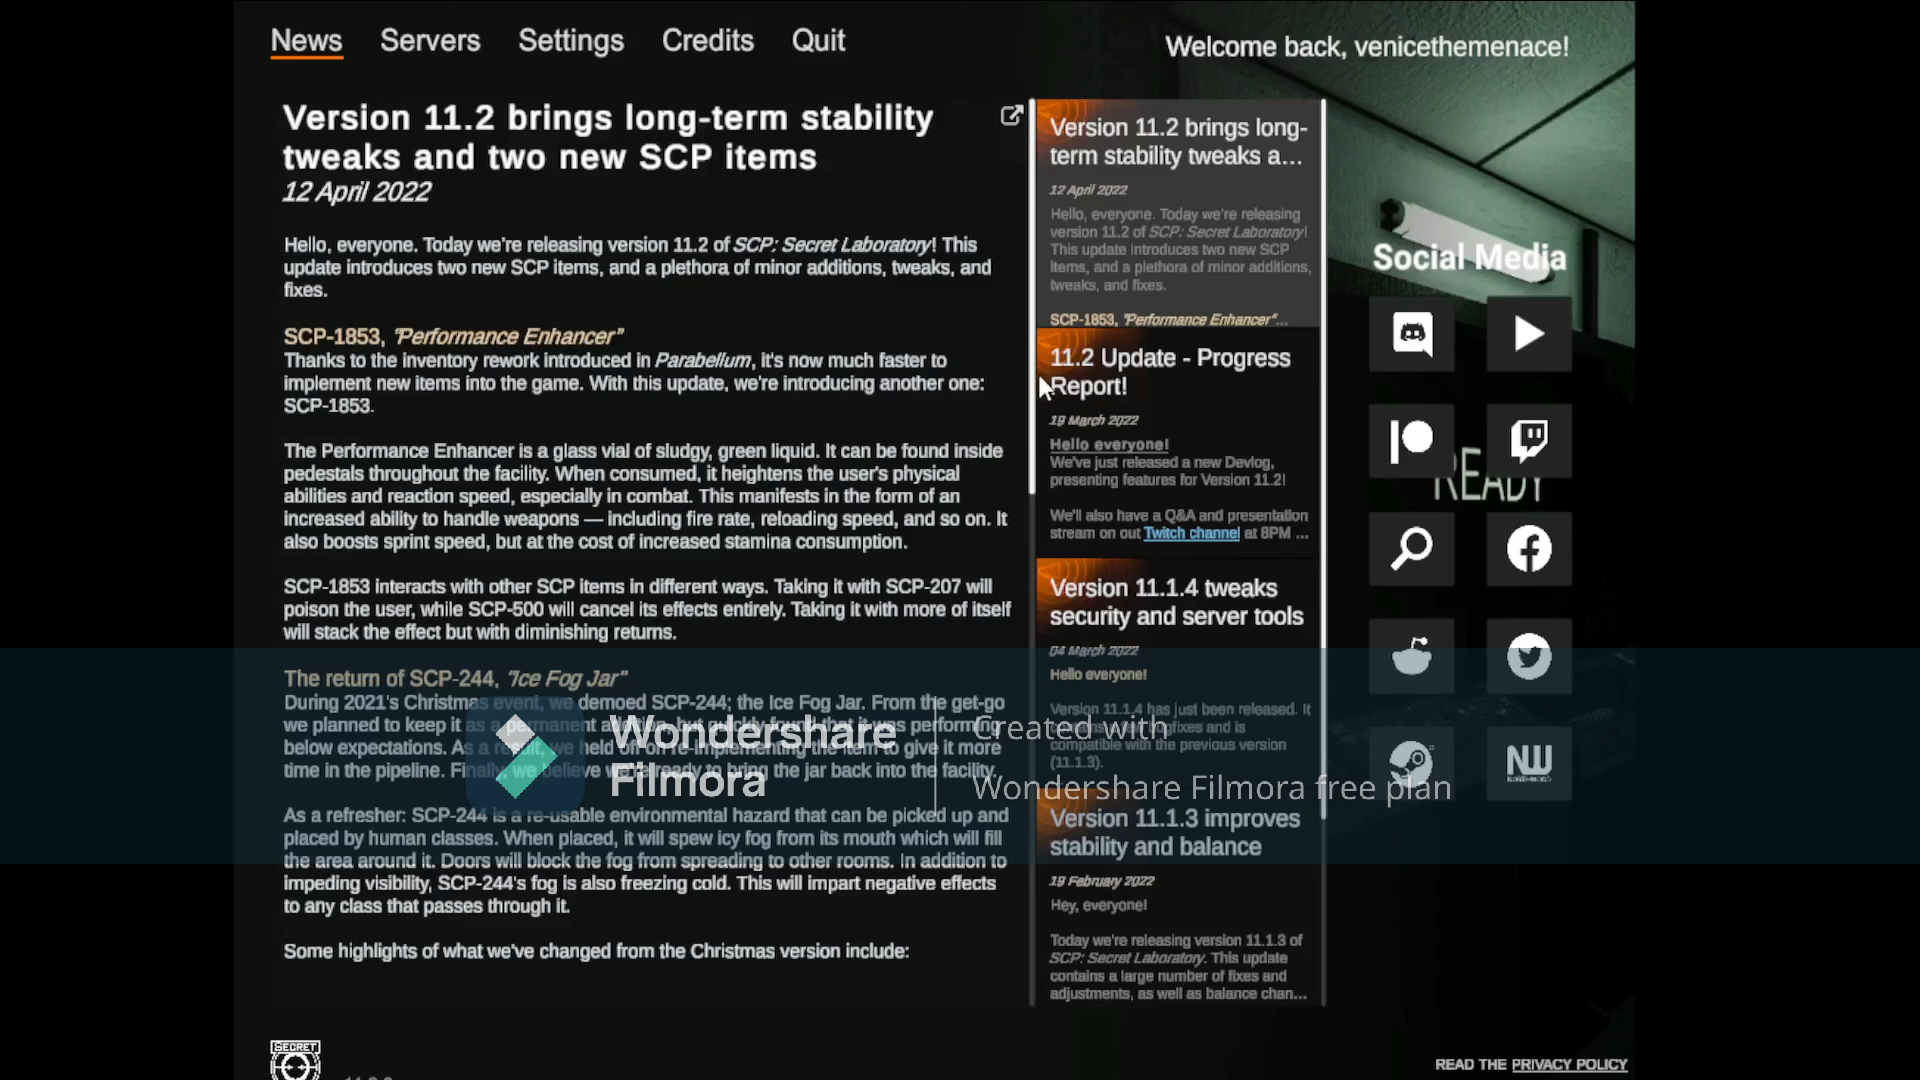 News Servers Settings Credits Quit
Welcome back, venicethemenace!
Version 11.2 brings long-term stability
tweaks and two new SCP items
12 April 2022
Hello, everyone. Today we're releasing version 11.2 of SCP: Secret Laboratory! This
update introduces two new SCP items, and a plethora of minor additions, tweaks, and
fixes.
SCP-1853, "Performance Enhancer"
Thanks to the inventory rework introduced in Parabellum, it's now much faster to
implement new items into the game. With this update, we're introducing another one:
SCP-1853.
The Performance Enhancer is a glass vial of sludgy, green liquid. It can be found inside
pedestals throughout the facility. When consumed, it heightens the user's physical
abilities and reaction speed, especially in combat. This manifests in the form of an
increased ability to handle weapons — including fire rate, reloading speed, and so on. It
also boosts sprint speed, but at the cost of increased stamina consumption.
SCP-1853 interacts with other SCP items in different ways. Taking it with SCP-207 will
poison the user, while SCP-500 will cancel its effects entirely. Taking it with more of itself
will stack the effect but with diminishing returns.
The return of SCP-244, "Ice Fog Jar"
During 2021's Christmas event, we demoed SCP-244; the Ice Fog Jar. From the get-go
we planned to keep it as a permanent addition, but quickly found that it was performing
below expectations. As a result, we held off on re-implementing the item to give it more
time in the pipeline. Finally, we believe we're ready to bring the jar back into the facility.
As a refresher: SCP-244 is a re-usable environmental hazard that can be picked up and
placed by human classes. When placed, it will spew icy fog from its mouth which will fill
the area around it. Doors will block the fog from spreading to other rooms. In addition to
impeding visibility, SCP-244's fog is also freezing cold. This will impart negative effects
to any class that passes through it.
Some highlights of what we've changed from the Christmas version include:
Version 11.2 brings long-
term stability tweaks a...
12 April 2022
Hello, everyone. Today we're releasing
version 11.2 of SCP: Secret Laboratory!
This update introduces two new SCP
items, and a plethora of minor additions,
tweaks, and fixes.
SCP-1853, "Performance Enhancer"...
11.2 Update - Progress
Report!
19 March 2022
Hello everyone!
We've just released a new Devlog,
presenting features for Version 11.2!
We'll also have a Q&A and presentation
stream on out Twitch channel at 8PM ...
Version 11.1.4 tweaks
security and server tools
04 March 2022
Hello everyone!
Version 11.1.4 has just been released. It
fixes and is
compatible with the previous version
(11.1.3).
Version 11.1.3 improves
stability and balance
19 February 2022
Hey, everyone!
Today we're releasing version 11.1.3 of
SCP: Secret Laboratory. This update
contains a large number of fixes and
adjustments, as well as balance chan...
Social Media
READY
NW
Wondershare
Filmora
Created with
Wondershare Filmora free plan
SECRET
READ THE PRIVACY POLICY